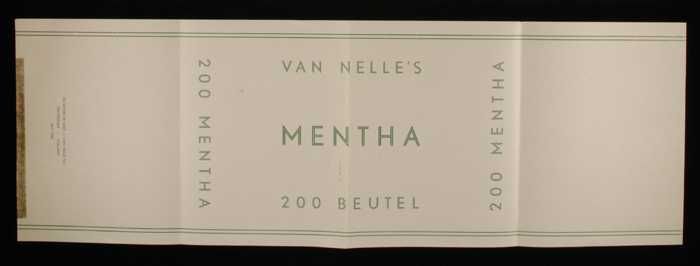 200 MENTHA
VAN NELLE'S
MENTHA
200 BEUTEL
200 MENTHA